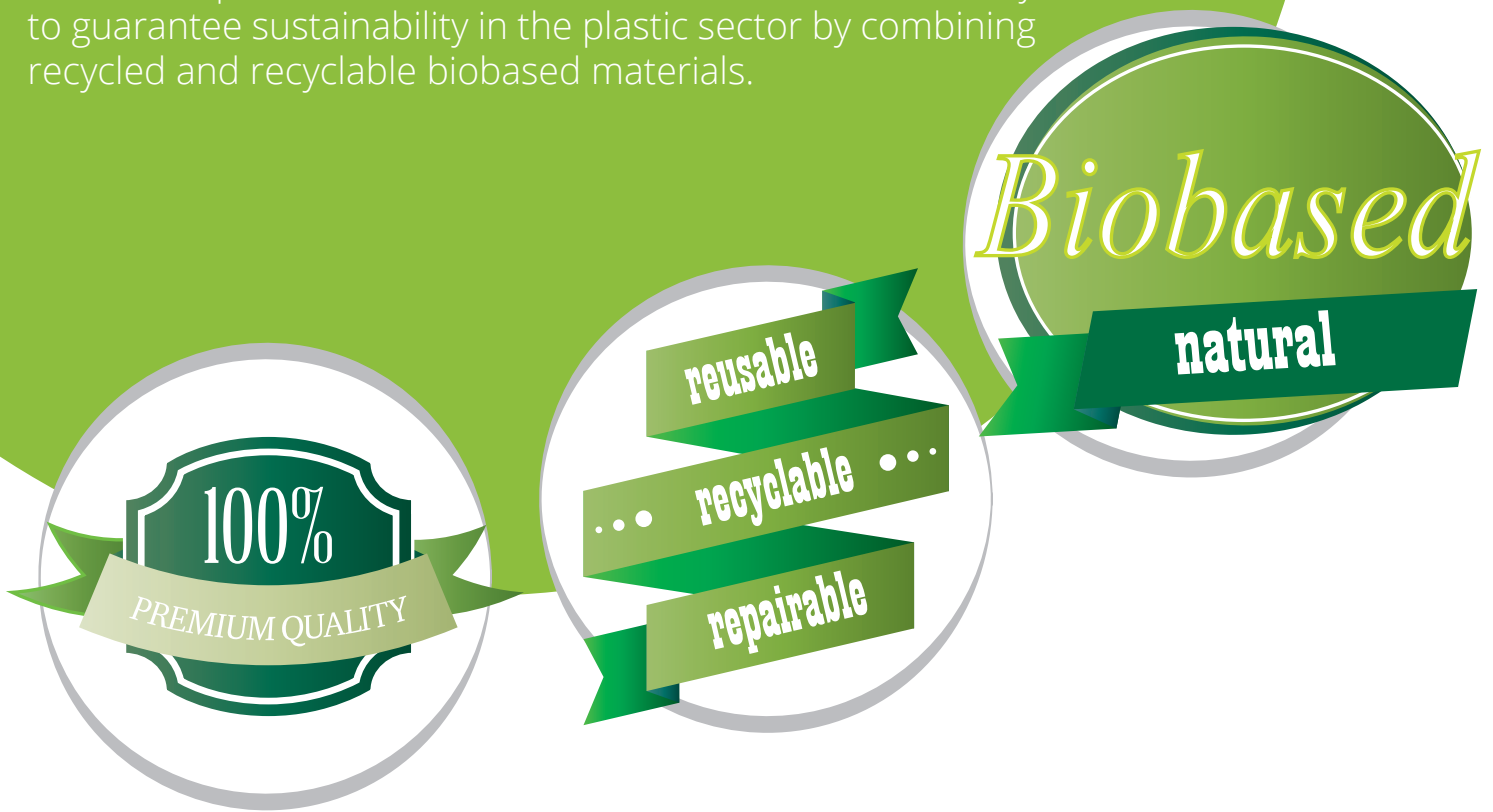 to guarantee sustainability in the plastic sector by combining
recycled and recyclable biobased materials.
Biobased
natural
reusable
recyclable
repairable
100%
PREMIUM QUALITY